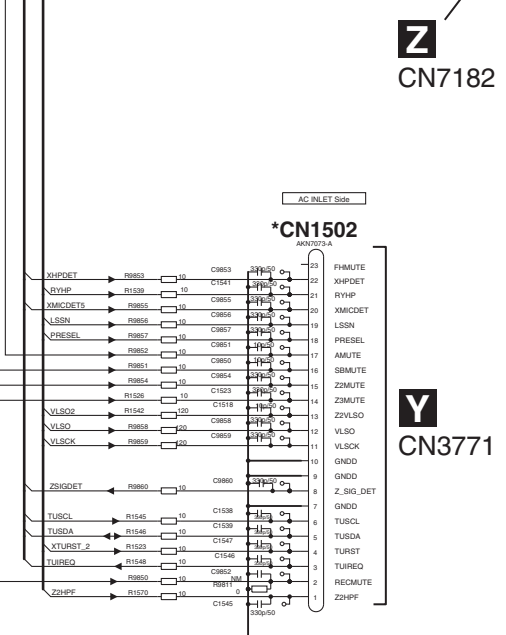 Z
CN7182
AC INLET Side
*CN1502
AKN7073-A
23 FHMUTE
XHPDET R9853 10 C9853 330p/50 22 XHPDET
RYHP R1539 10 C1541 21 RYHP
XMICDET5 R9855 10 C9855 330p/50 20 XMICDET
LSSN R9856 10 C9856 330p/50 19 LSSN
PRESEL R9857 10 C9857 330p/50 18 PRESEL
R9852 10 C9851 10p/50 17 AMUTE
R9851 10 C9850 10p/50 16 SBMUTE
R9854 10 C9854 330p/50 15 Z2MUTE
R1526 10 C1523 330p/50 14 Z3MUTE
VLSO2 R1542 120 C1518 10p/50 13 Z2VLSO
VLSO R9858 120 C9858 330p/50 12 VLSO
VLSCK R9859 120 C9859 330p/50 11 VLSCK
10 GNDD
9 GNDD
ZSIGDET R9860 10 C9860 330p/50 8 Z_SIG_DET
7 GNDD
TUSCL R1545 10 C1538 6 TUSCL
TUSDA R1546 10 C1539 5 TUSDA
XTURST_2 R1523 10 C1547 4 TURST
TUIREQ R1548 10 C1546 3 TUIREQ
R9850 10 C9852 NM 2 RECMUTE
R9811 0
Z2HPF R1570 10 C1545 330p/50 1 Z2HPF
Y
CN3771